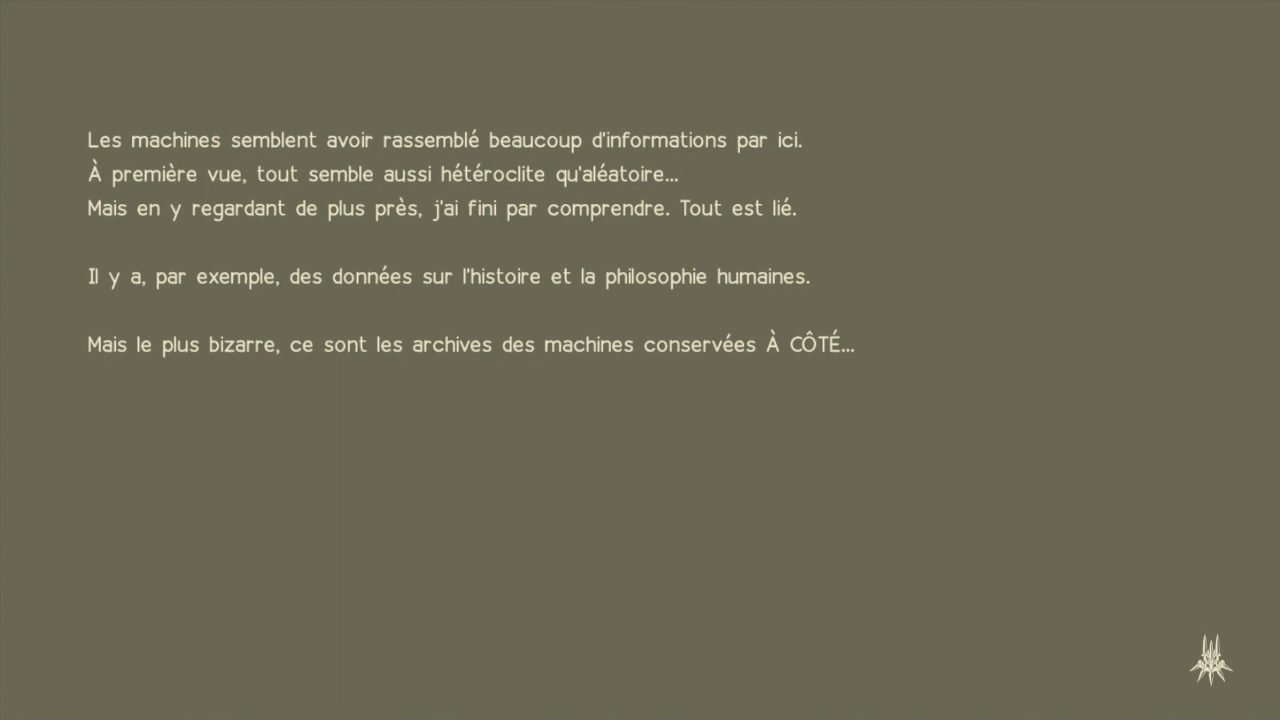 Les machines semblent avoir rassemblé beaucoup d'informations par ici.
À première vue, tout semble aussi hétéroclite qu'aléatoire...
Mais en y regardant de plus près, j'ai fini par comprendre. Tout est lié.
Il y a, par exemple, des données sur l'histoire et la philosophie humaines.
Mais le plus bizarre, ce sont les archives des machines conservées À CÔTÉ...